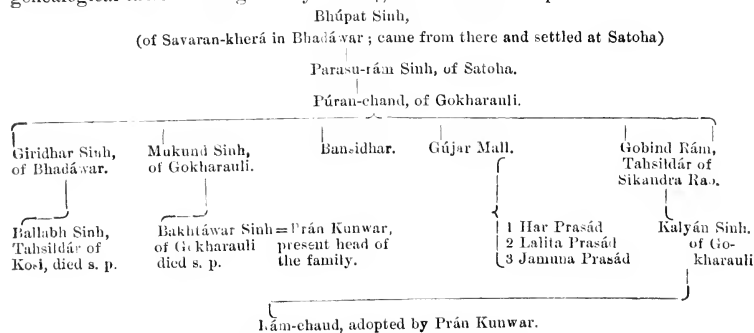 Bhúpat Sinh,
(of Savaran-kherá in Bhadáwar ; came from there and settled at Satoha)
Parasu-rám Sinh, of Satoha.
Púran-chand, of Gokharauli.
Giridhar Sinh, of Bhadáwar.
Mukund Sinh, of Gokharauli.
Bansidhar.
Gújar Mall.
Gobind Rám, Tahsildár of Sikandra Rao.
Ballabh Sinh, Tahsildár of Kosi, died s. p.
Bakhtáwar Sinh of Gokharauli died s. p.
= Prán Kunwar, present head of the family.
1 Har Prasád
2 Lalita Prasád
3 Jamuna Prasád
Kalyán Sinh. of Go-kharauli
Rám-chand, adopted by Prán Kunwar.